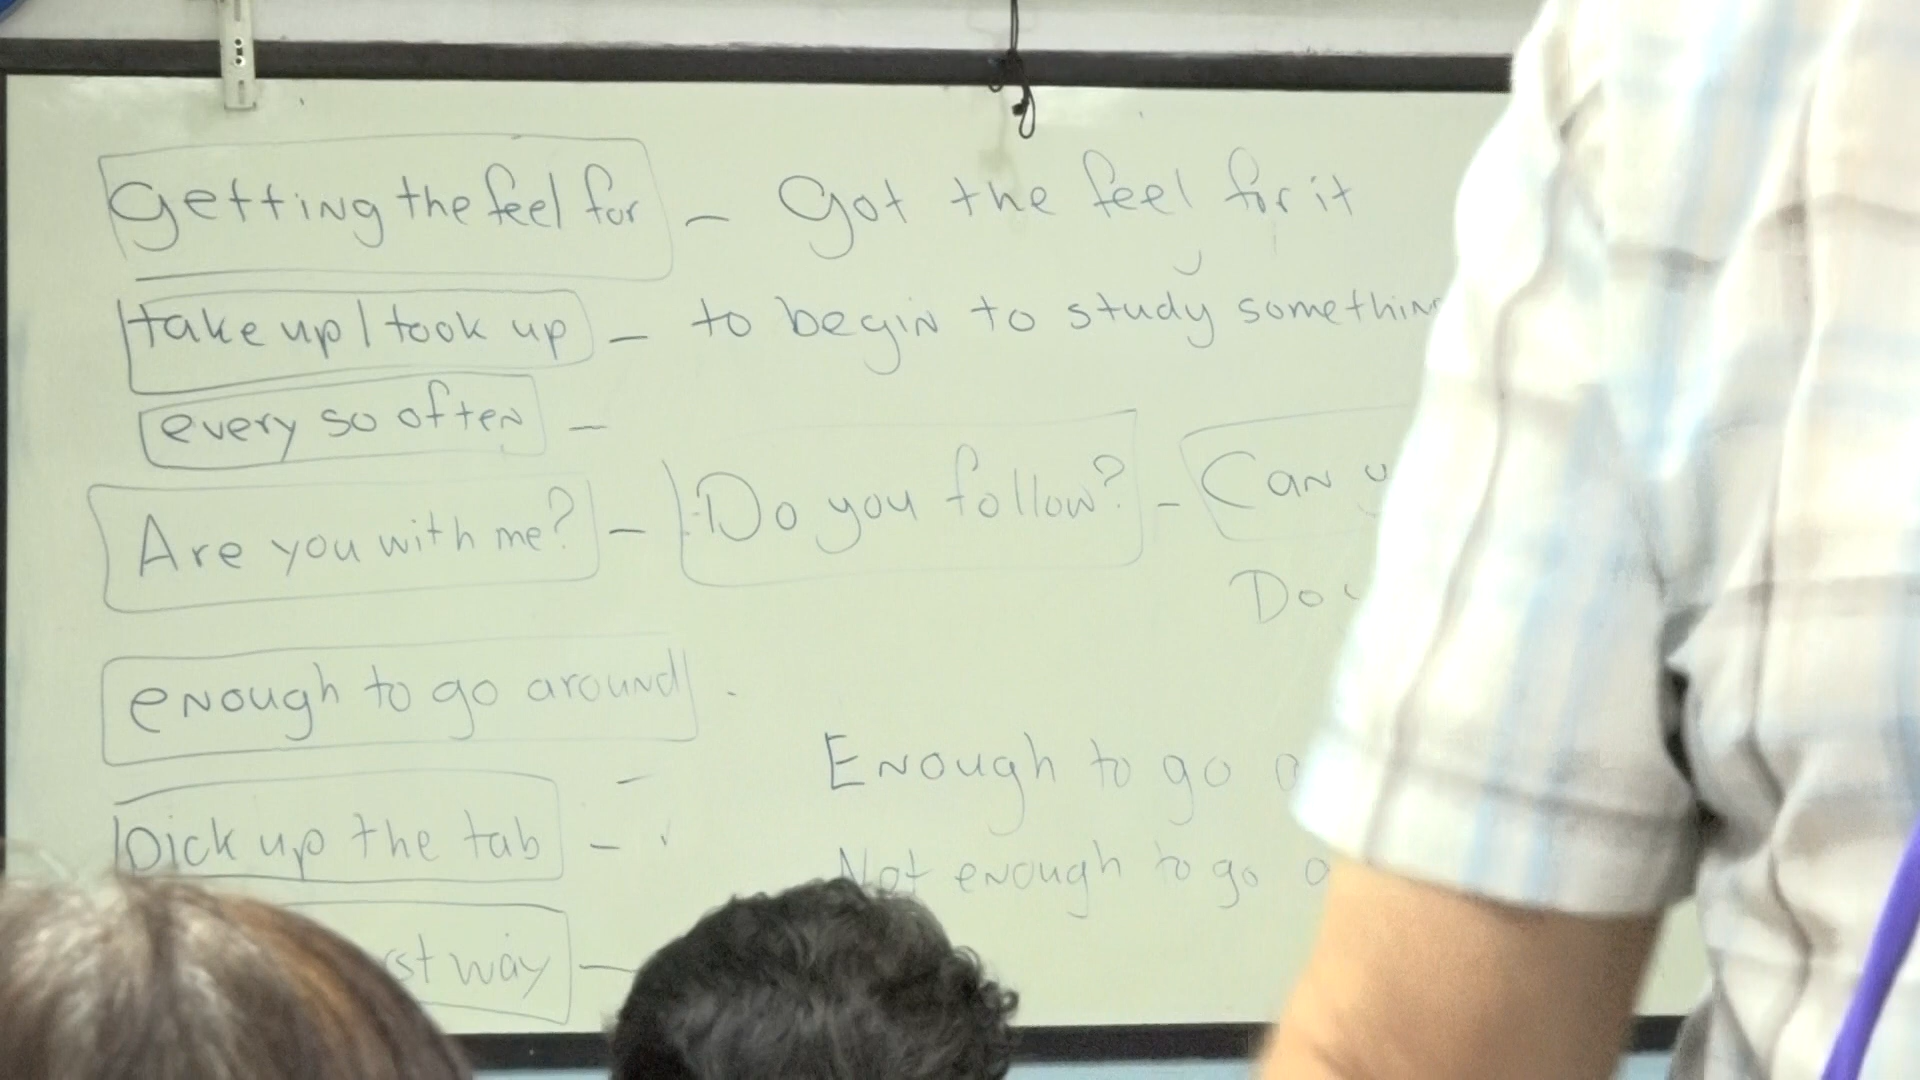 Getting the feel for - Got the feel for it
take up / took up - to begin to study something
every so often -
Are you with me? - Do you follow? - Can
Do
enough to go around
Enough to go
Pick up the tab -
Not enough to go
way -